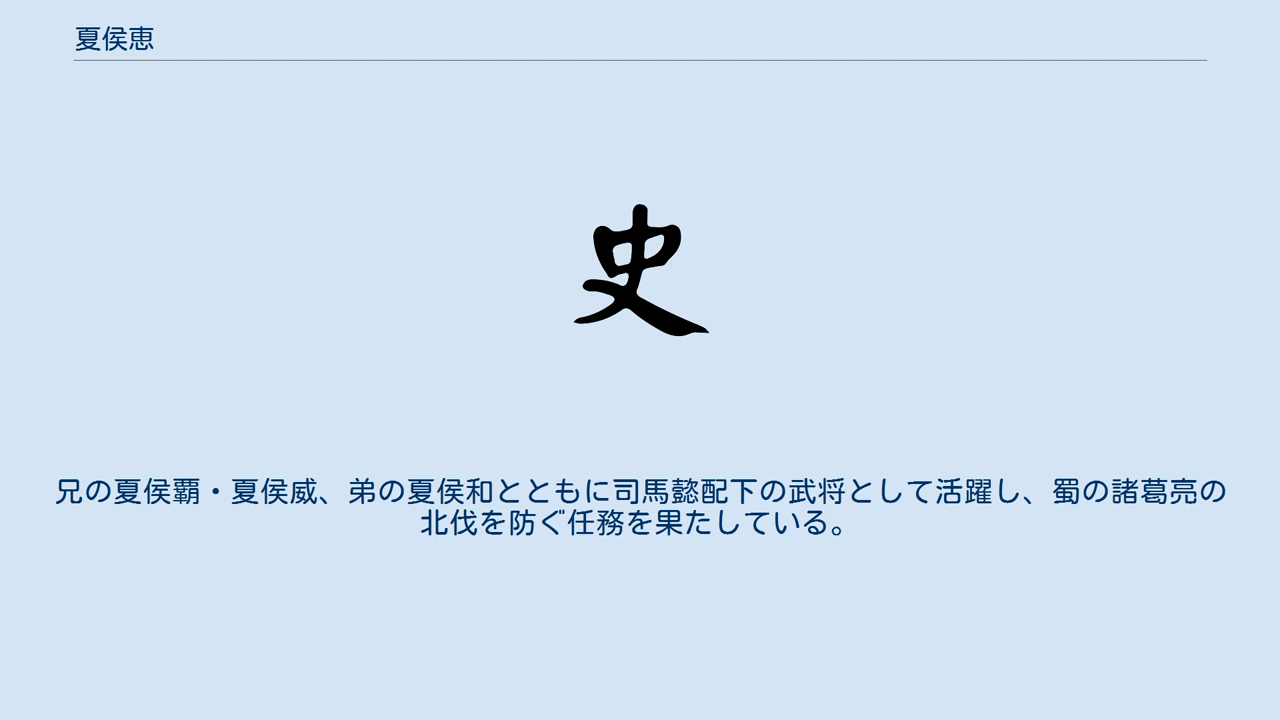 夏侯恵
史
兄の夏侯覇・夏侯威、弟の夏侯和とともに司馬懿配下の武将として活躍し、蜀の諸葛亮の
北伐を防ぐ任務を果たしている。